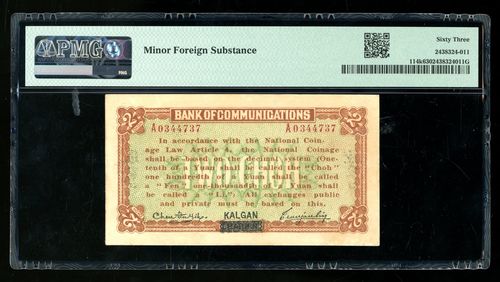 PMG
PMG
Minor Foreign Substance
Sixty Three
2438324-011
114k6302438324011G
BANK OF COMMUNICATIONS
A0344737 A0344737
In accordance with the National Coin-
age Law Article 4, the National Coinage
shall be based on the decimal system (One-
tenth of a Yuan shall be called the "Choh"
one hundredth of a Yuan shall be called
a "Fen" one-thousandth of a Yuan shall
be called a "Li.") All exchanges public
and private must be based on this.
KALGAN